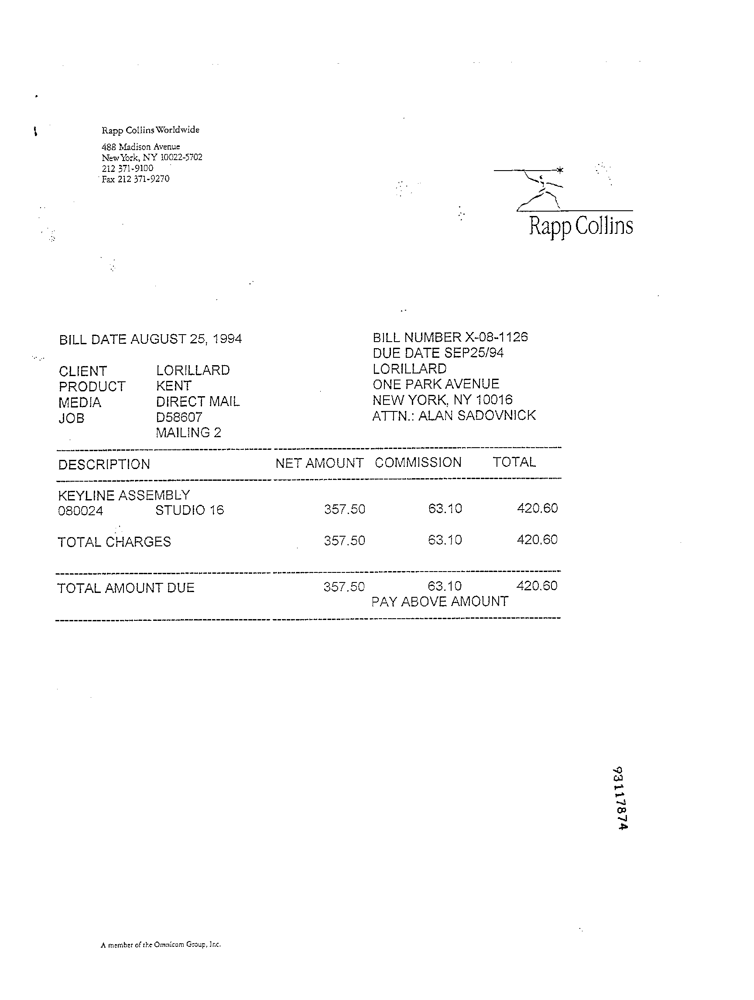 Rapp Collins Worldwide
488 Madison Avenue
New York, NY 10022-5702
212 371-9100
Fax 212 371-9270
Rapp Collins
BILL DATE AUGUST 25, 1994
BILL NUMBER X-08-1126
DUE DATE SEP25/94
CLIENT LORILLARD
PRODUCT KENT
MEDIA DIRECT MAIL
JOB D58607
MAILING 2
LORILLARD
ONE PARK AVENUE
NEW YORK, NY 10016
ATTN.: ALAN SADOVNICK
DESCRIPTION NET AMOUNT COMMISSION TOTAL
KEYLINE ASSEMBLY
080024 STUDIO 16 357.50 63.10 420.60
TOTAL CHARGES 357.50 63.10 420.60
TOTAL AMOUNT DUE 357.50 63.10 420.60
PAY ABOVE AMOUNT
93117874
A member of the Omnicom Group, Inc.